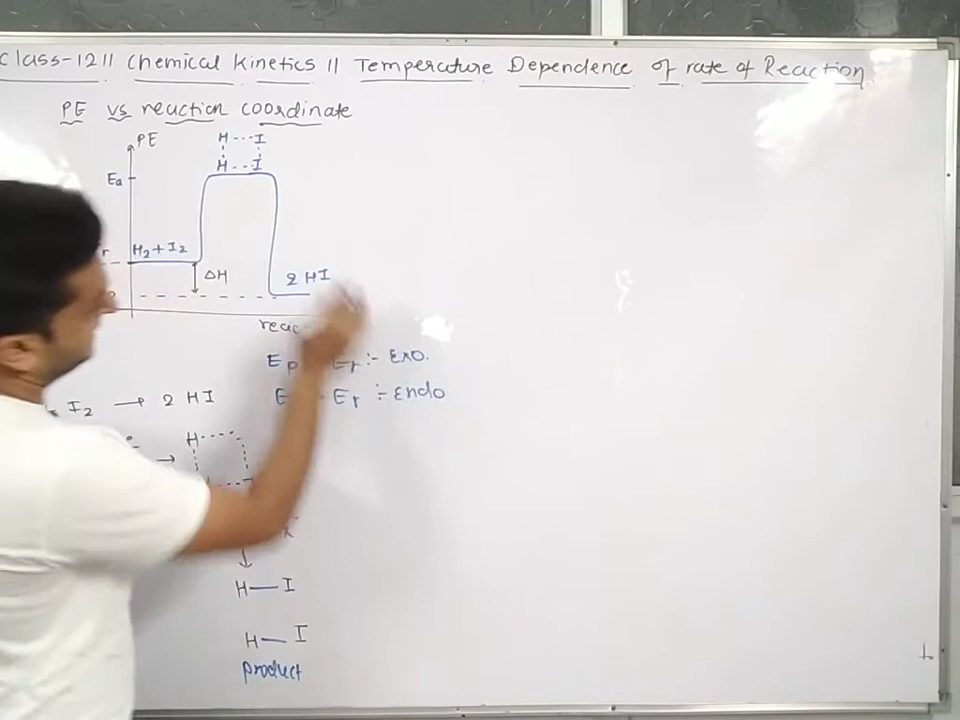 Class-12 || Chemical Kinetics || Temperature Dependence of rate of Reaction
PE vs reaction coordinate
PE
H---I
H---I
Ea
H2 + I2
ΔH
2 HI
Er :- Exo.
Er :- Endo
I2 → 2 HI
H
H—I
H—I
product